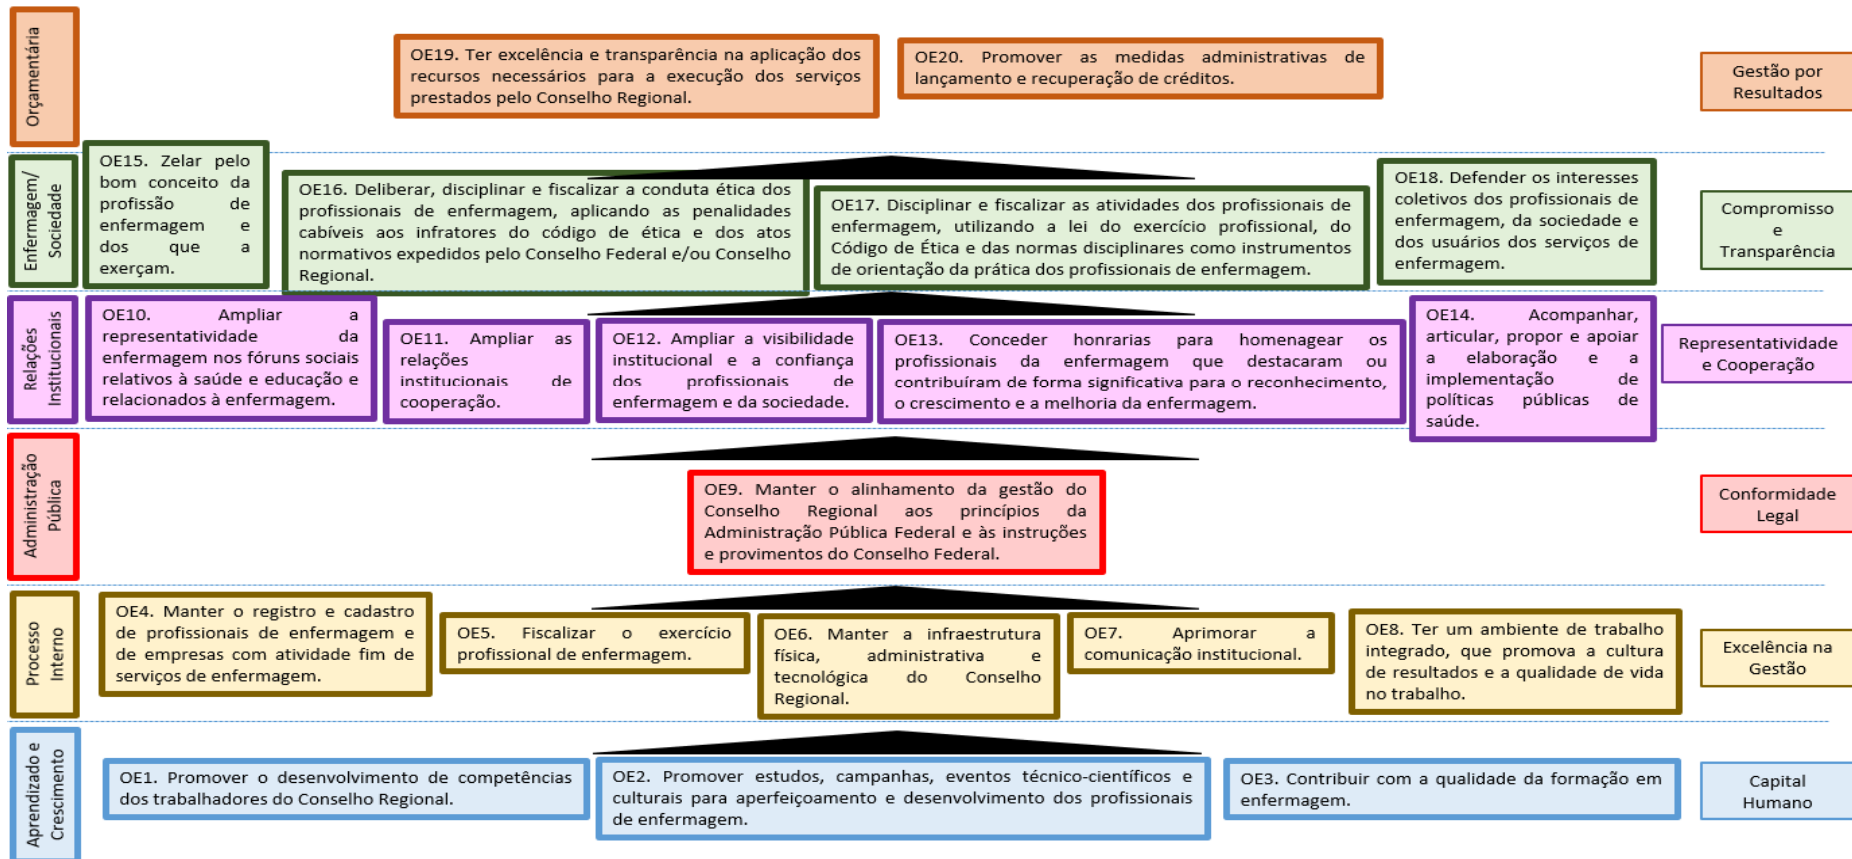 Orçamentária
OE19. Ter excelência e transparência na aplicação dos
recursos necessários para a execução dos serviços
prestados pelo Conselho Regional.
OE20. Promover as medidas administrativas de
lançamento e recuperação de créditos.
Gestão por
Resultados
Enfermagem/
Sociedade
OE15. Zelar pelo
bom conceito da
profissão de
enfermagem e
dos que a
exerçam.
OE16. Deliberar, disciplinar e fiscalizar a conduta ética dos
profissionais de enfermagem, aplicando as penalidades
cabíveis aos infratores do código de ética e dos atos
normativos expedidos pelo Conselho Federal e/ou Conselho
Regional.
OE17. Disciplinar e fiscalizar as atividades dos profissionais de
enfermagem, utilizando a lei do exercício profissional, do
Código de Ética e das normas disciplinares como instrumentos
de orientação da prática dos profissionais de enfermagem.
OE18. Defender os interesses
coletivos dos profissionais de
enfermagem, da sociedade e
dos usuários dos serviços de
enfermagem.
Compromisso
e
Transparência
Relações
Institucionais
OE10. Ampliar a
representatividade da
enfermagem nos fóruns sociais
relativos à saúde e educação e
relacionados à enfermagem.
OE11. Ampliar as
relações
institucionais de
cooperação.
OE12. Ampliar a visibilidade
institucional e a confiança
dos profissionais de
enfermagem e da sociedade.
OE13. Conceder honrarias para homenagear os
profissionais da enfermagem que destacaram ou
contribuíram de forma significativa para o reconhecimento,
o crescimento e a melhoria da enfermagem.
OE14. Acompanhar,
articular, propor e apoiar
a elaboração e a
implementação de
políticas públicas de
saúde.
Representatividade
e Cooperação
Administração
Pública
OE9. Manter o alinhamento da gestão do
Conselho Regional aos princípios da
Administração Pública Federal e às instruções
e provimentos do Conselho Federal.
Conformidade
Legal
Processo
Interno
OE4. Manter o registro e cadastro
de profissionais de enfermagem e
de empresas com atividade fim de
serviços de enfermagem.
OE5. Fiscalizar o exercício
profissional de enfermagem.
OE6. Manter a infraestrutura
física, administrativa e
tecnológica do Conselho
Regional.
OE7. Aprimorar a
comunicação institucional.
OE8. Ter um ambiente de trabalho
integrado, que promova a cultura
de resultados e a qualidade de vida
no trabalho.
Excelência na
Gestão
Aprendizado e
Crescimento
OE1. Promover o desenvolvimento de competências
dos trabalhadores do Conselho Regional.
OE2. Promover estudos, campanhas, eventos técnico-científicos e
culturais para aperfeiçoamento e desenvolvimento dos profissionais
de enfermagem.
OE3. Contribuir com a qualidade da formação em
enfermagem.
Capital
Humano